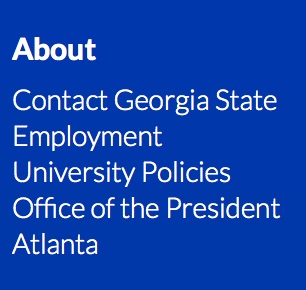 About
Contact Georgia State
Employment
University Policies
Office of the President
Atlanta